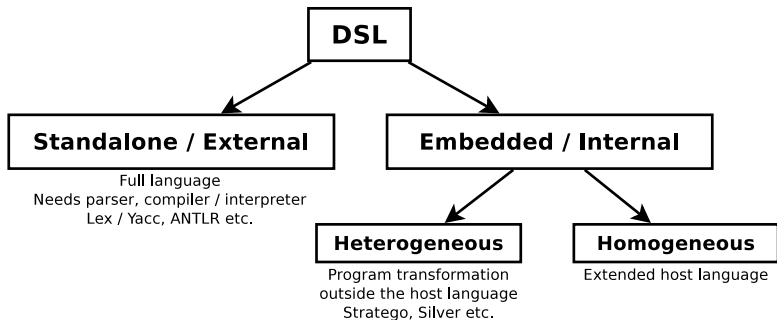 DSL
Standalone / External
Full language
Needs parser, compiler / interpreter
Lex / Yacc, ANTLR etc.
Embedded / Internal
Heterogeneous
Program transformation
outside the host language
Stratego, Silver etc.
Homogeneous
Extended host language